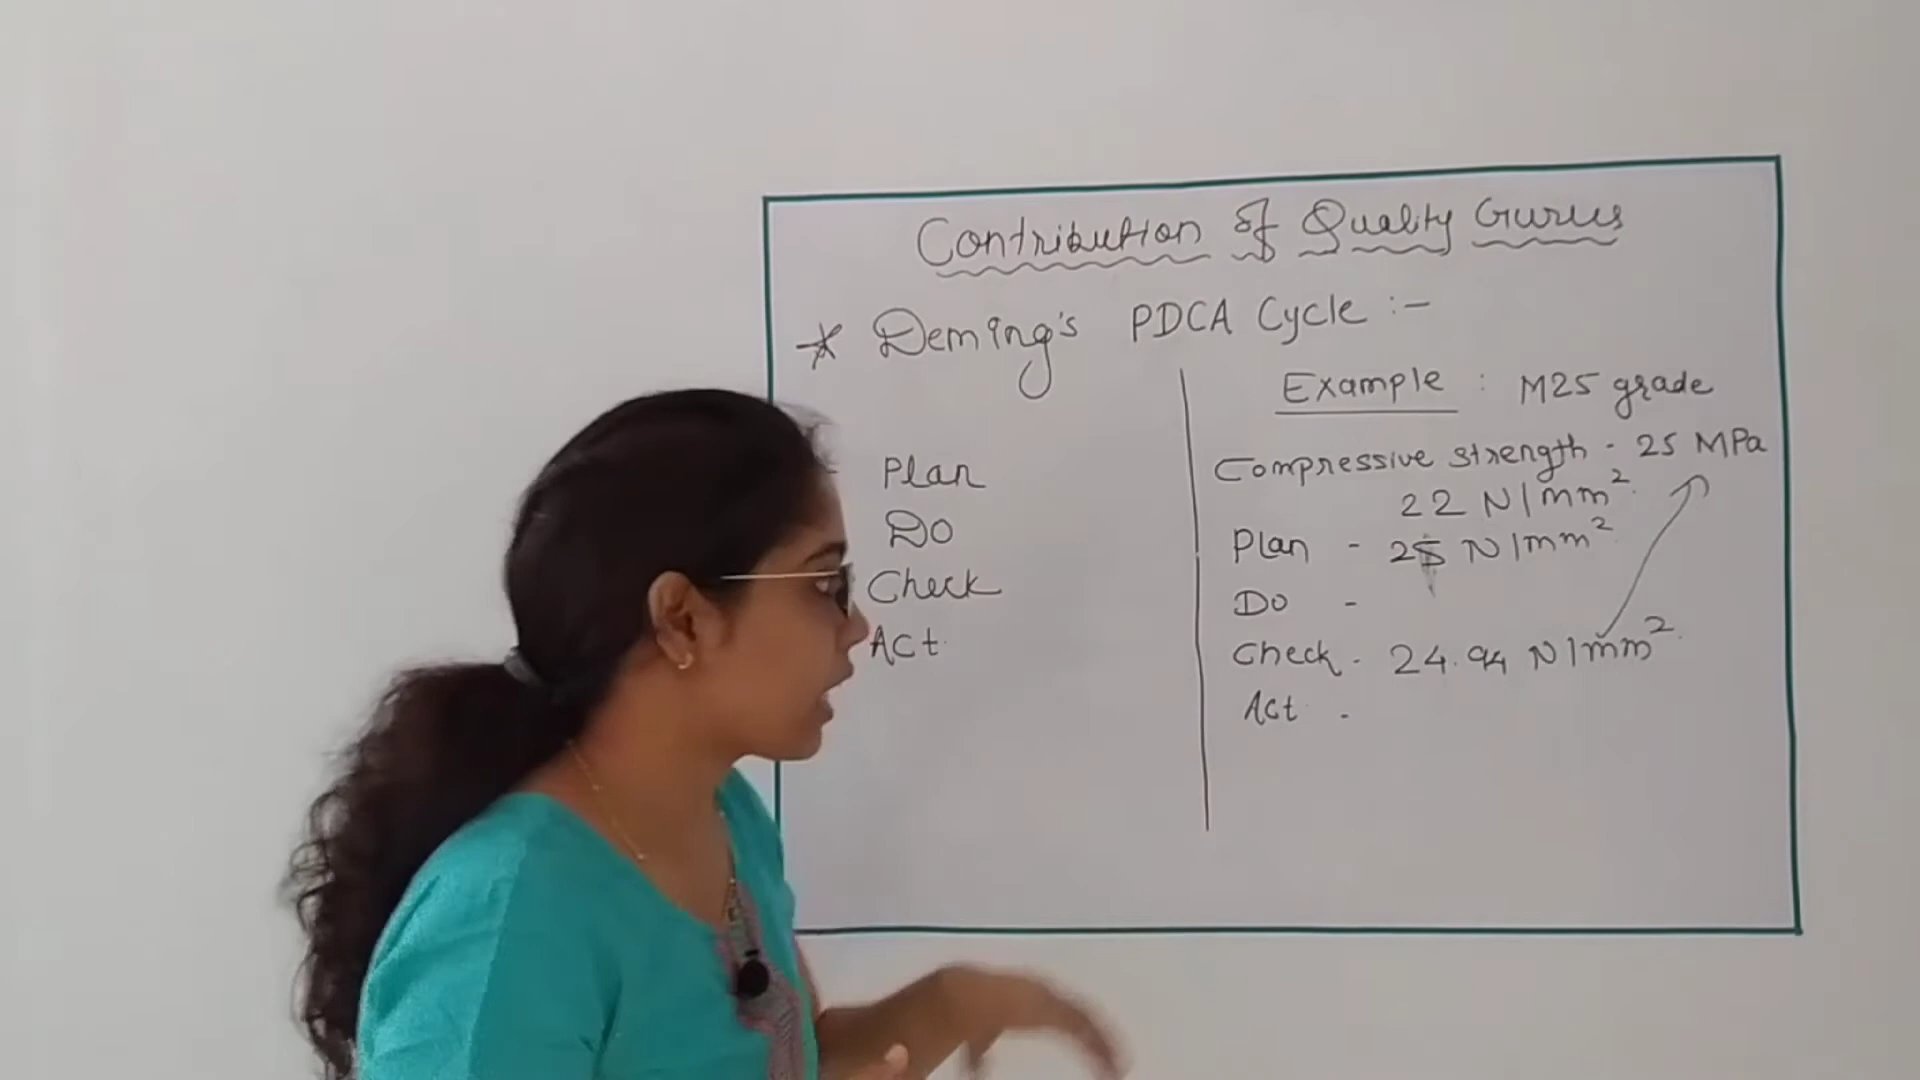 Contribution of Quality Gurus
* Deming's PDCA Cycle :-
Plan
Do
Check
Act
Example : M25 grade
Compressive strength - 25 MPa
22 N/mm²
Plan - 25 N/mm²
Do -
Check - 24.94 N/mm²
Act -